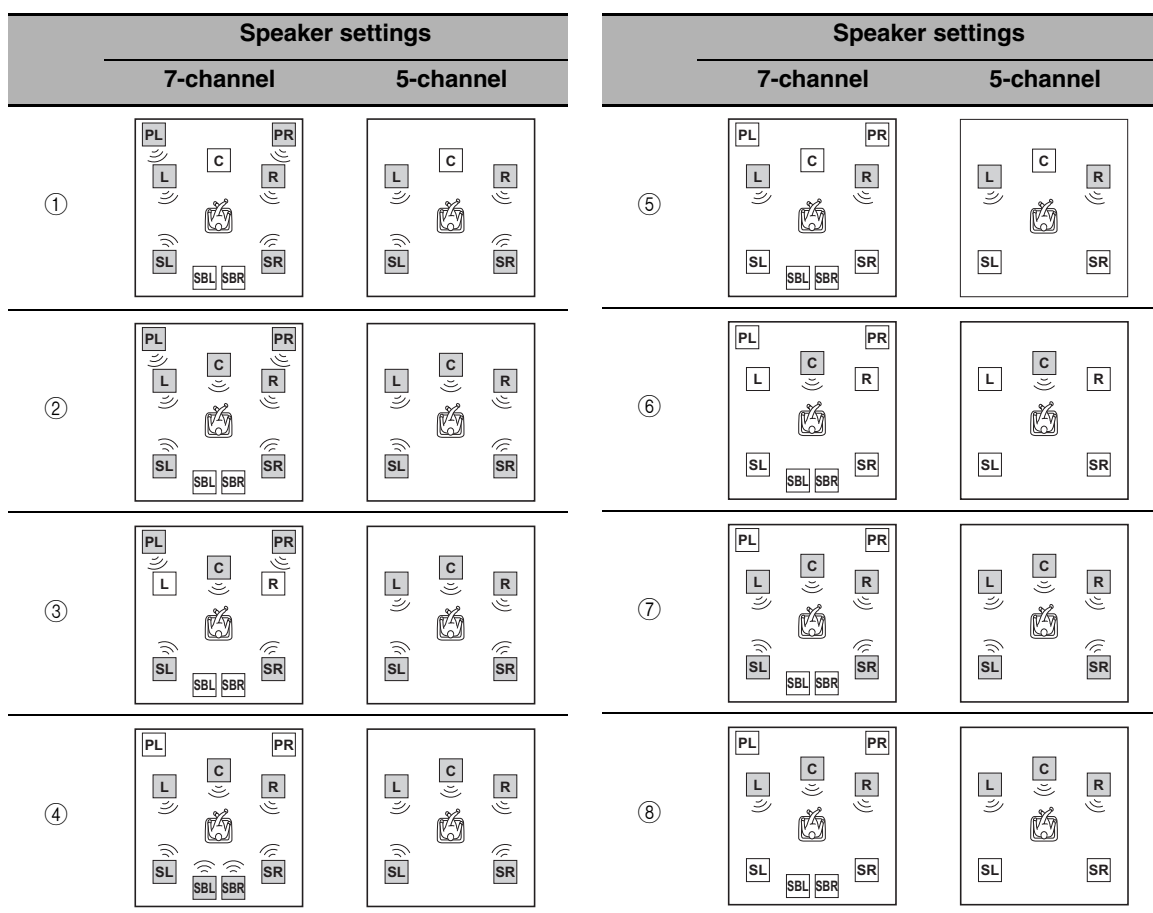 Speaker settings
7-channel 5-channel
①
PL PR
C
L R
SL SR
SBL SBR
C
L R
SL SR
②
PL PR
C
L R
SL SR
SBL SBR
C
L R
SL SR
③
PL PR
C
L R
SL SR
SBL SBR
C
L R
SL SR
④
PL PR
C
L R
SL SR
SBL SBR
C
L R
SL SR
Speaker settings
7-channel 5-channel
⑤
PL PR
C
L R
SL SR
SBL SBR
C
L R
SL SR
⑥
PL PR
C
L R
SL SR
SBL SBR
C
L R
SL SR
⑦
PL PR
C
L R
SL SR
SBL SBR
C
L R
SL SR
⑧
PL PR
C
L R
SL SR
SBL SBR
C
L R
SL SR